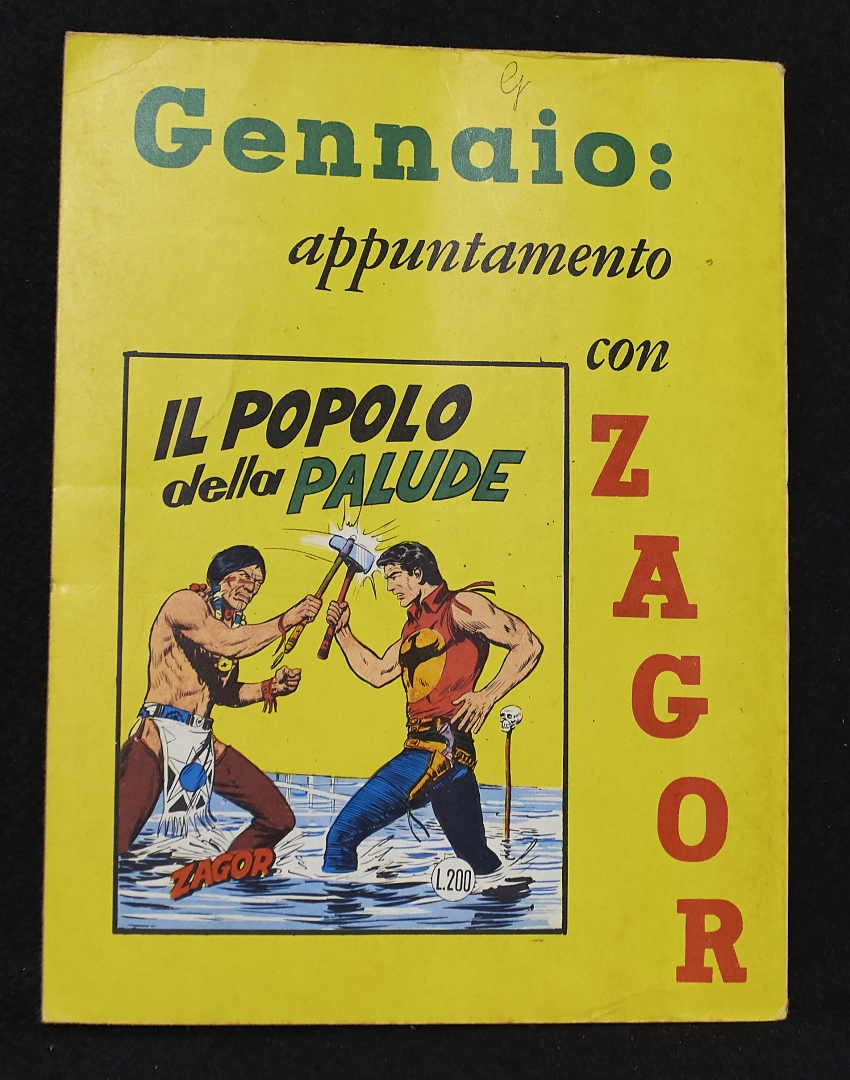 Gennaio:
appuntamento
con
ZAGOR
IL POPOLO
della PALUDE
ZAGOR
L.200